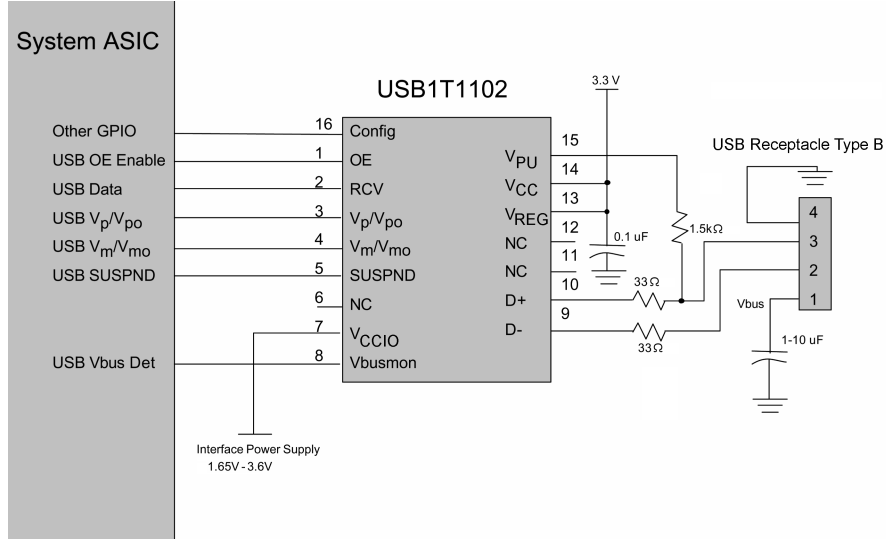 System ASIC
USB1T1102
3.3 V
USB Receptacle Type B
Other GPIO
16
Config
USB OE Enable
1
OE
USB Data
2
RCV
USB Vp/Vpo
3
Vp/Vpo
USB Vm/Vmo
4
Vm/Vmo
USB SUSPND
5
SUSPND
6
NC
7
VCCIO
USB Vbus Det
8
Vbusmon
15
VPU
14
VCC
13
VREG
12
NC
11
NC
10
D+
9
D-
0.1 uF
1.5kΩ
33Ω
33Ω
4
3
2
1
Vbus
1-10 uF
Interface Power Supply
1.65V - 3.6V